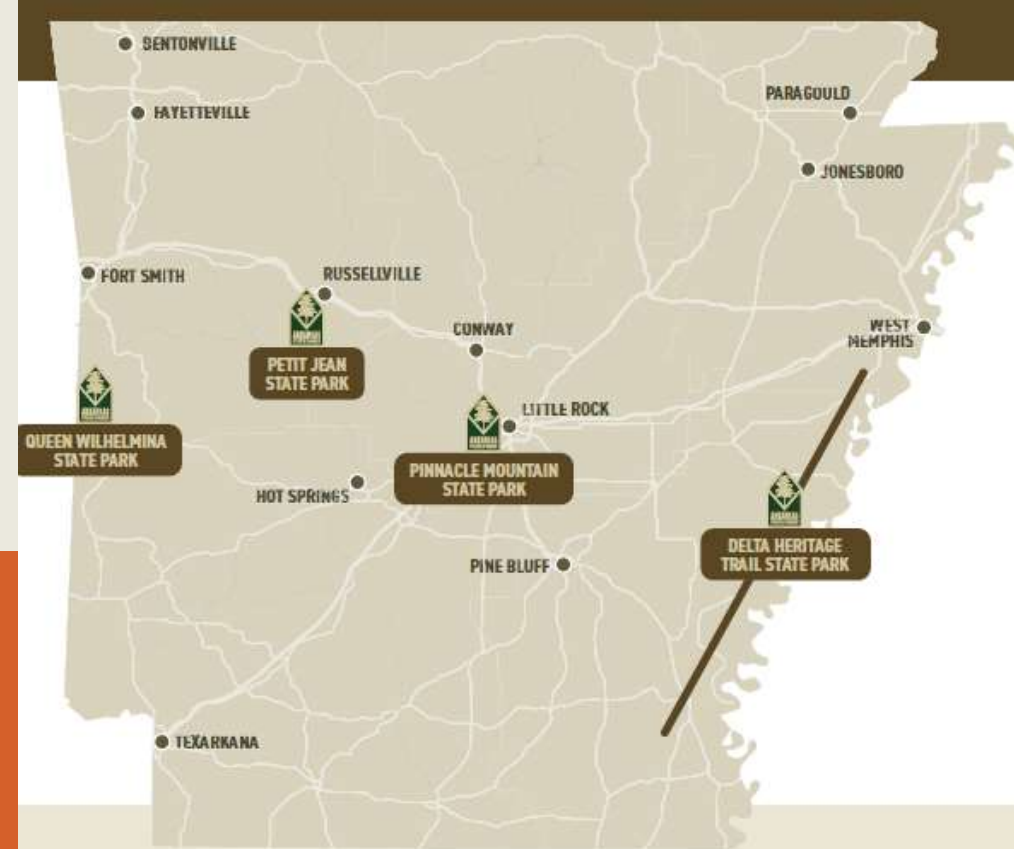 BENTONVILLE
FAYETTEVILLE
PARAGOULD
JONESBORO
FORT SMITH
RUSSELLVILLE
CONWAY
WEST
MEMPHIS
PETIT JEAN
STATE PARK
LITTLE ROCK
QUEEN WILHELMINA
STATE PARK
PINNACLE MOUNTAIN
STATE PARK
HOT SPRINGS
DELTA HERITAGE
TRAIL STATE PARK
PINE BLUFF
TEXARKANA